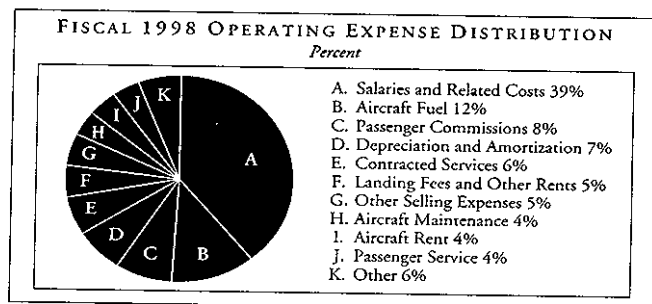 FISCAL 1998 OPERATING EXPENSE DISTRIBUTION
Percent
A. Salaries and Related Costs 39%
B. Aircraft Fuel 12%
C. Passenger Commissions 8%
D. Depreciation and Amortization 7%
E. Contracted Services 6%
F. Landing Fees and Other Rents 5%
G. Other Selling Expenses 5%
H. Aircraft Maintenance 4%
I. Aircraft Rent 4%
J. Passenger Service 4%
K. Other 6%
A
B
C
D
E
F
G
H
I
J
K